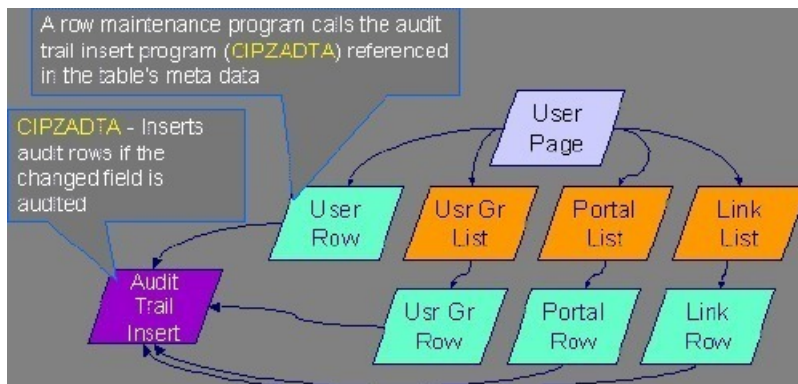 A row maintenance program calls the audit
trail insert program (CIPZADTA) referenced
in the table's meta data
CIPZADTA - Inserts
audit rows if the
changed field is
audited
User
Page
User
Row
Usr Gr
List
Portal
List
Link
List
Audit
Trail
Insert
Usr Gr
Row
Portal
Row
Link
Row